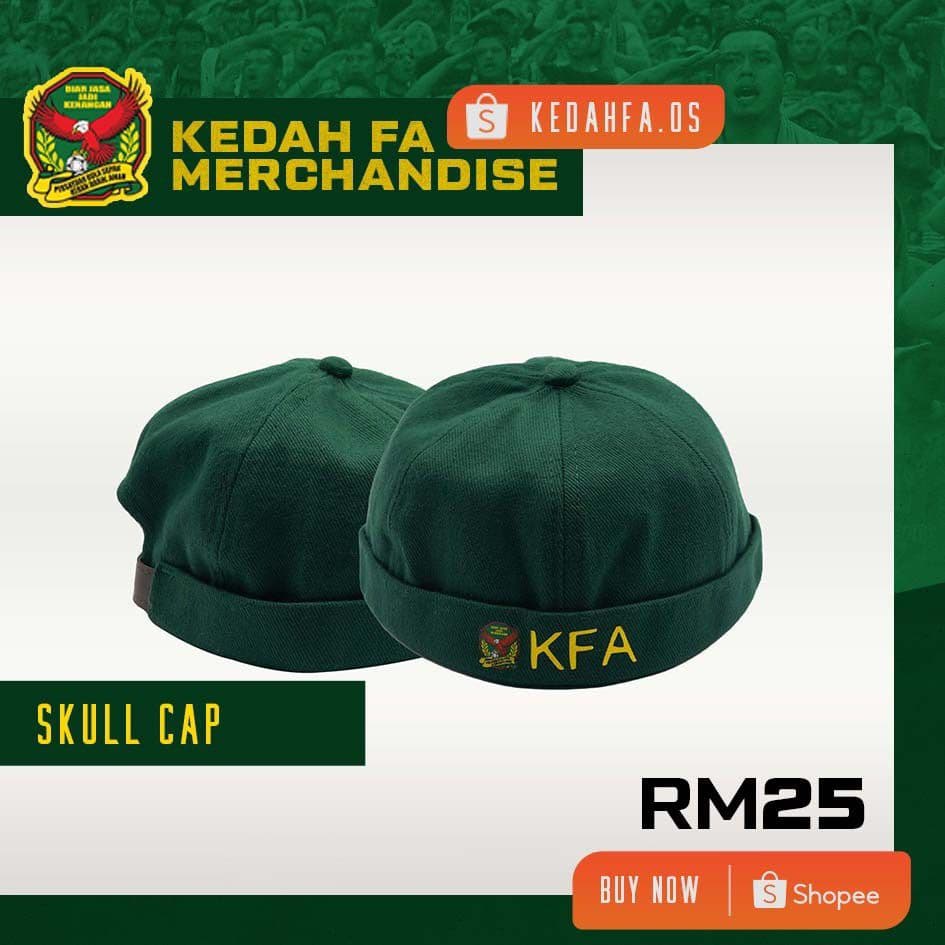 BIAR JASA
JADI
KENANGAN
PERSATUAN BOLA SEPAK
KEDAH DARUL AMAN
KEDAH FA
MERCHANDISE
KEDAHFA.OS
KFA
SKULL CAP
RM25
BUY NOW
Shopee